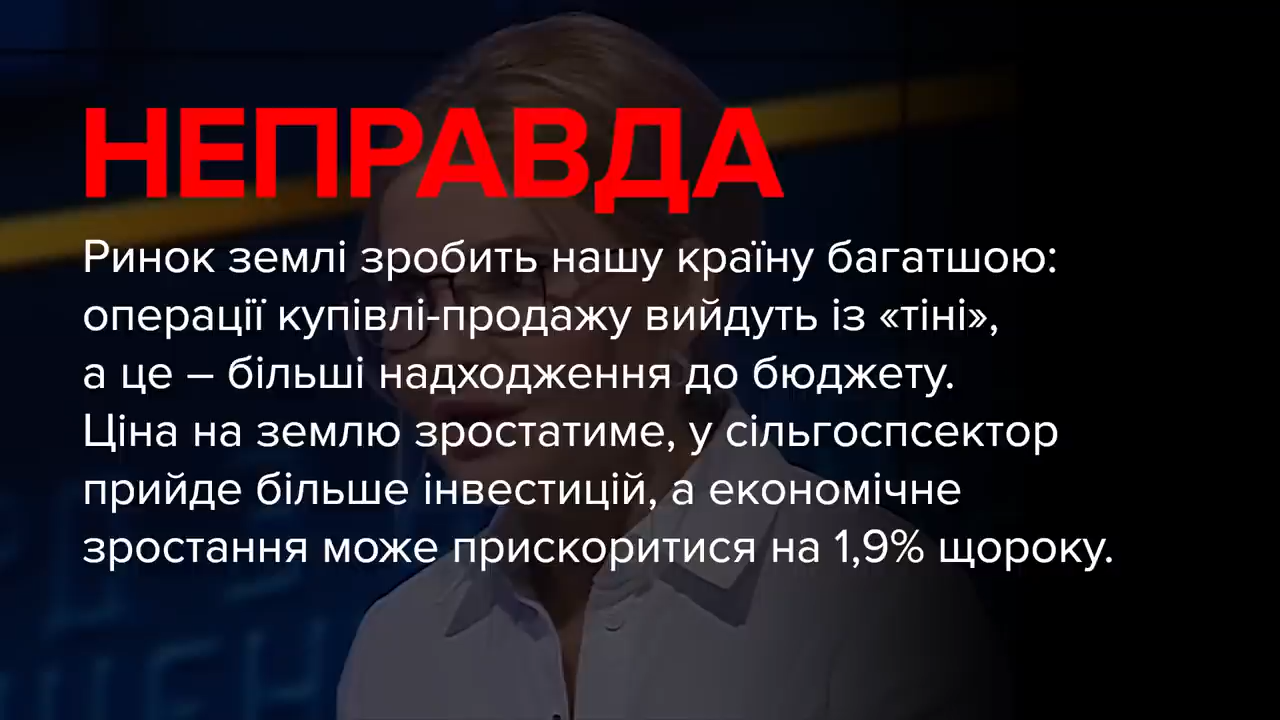 НЕПРАВДА
Ринок землі зробить нашу країну багатшою:
операції купівлі-продажу вийдуть із «тіні»,
а це – більші надходження до бюджету.
Ціна на землю зростатиме, у сільгоспсектор
прийде більше інвестицій, а економічне
зростання може прискоритися на 1,9% щороку.